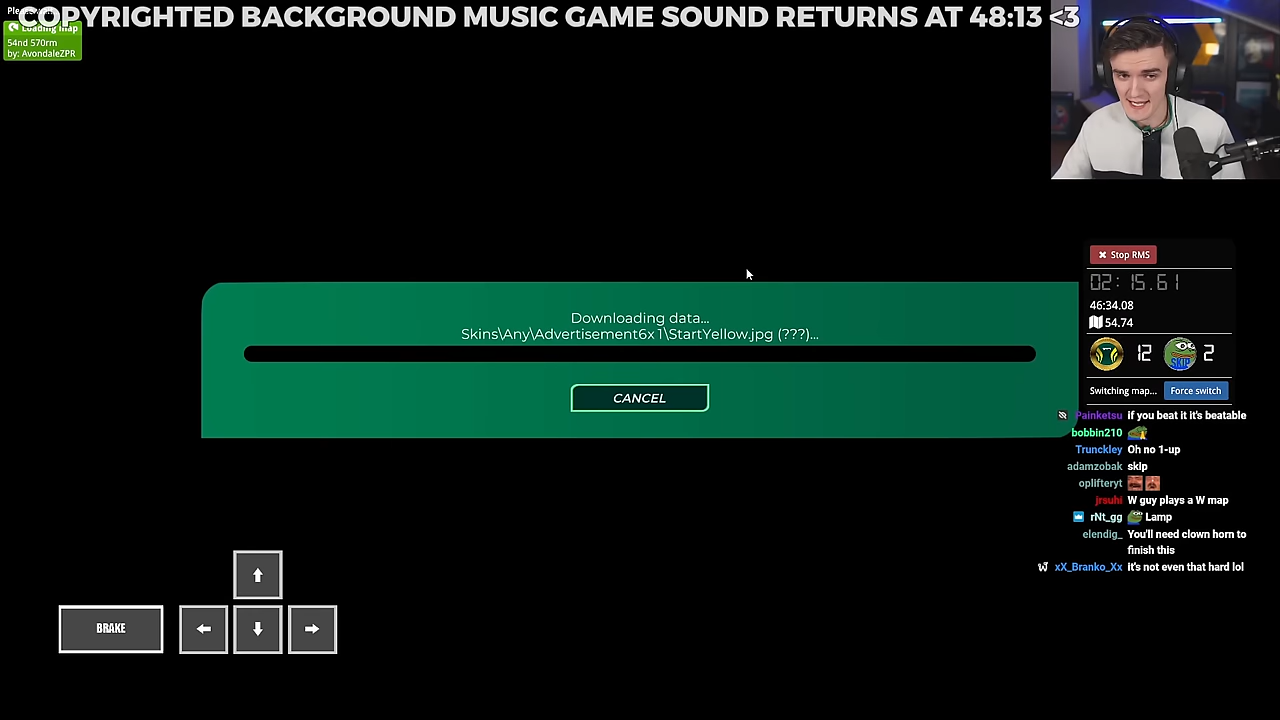 COPYRIGHTED BACKGROUND MUSIC GAME SOUND RETURNS AT 48:13 <3
Loading map
54nd 570rm
by: AvondaleZPR
Downloading data...
Skins\Any\Advertisement6x1\StartYellow.jpg (???)...
CANCEL
✖ Stop RMS
02:15.61
46:34.08
54.74
12
SKIP
2
Switching map...
Force switch
Painketsu if you beat it it's beatable
bobbin210
Trunckley Oh no 1-up
adamzobak skip
oplifteryt
jrsuhi W guy plays a W map
rNt_gg Lamp
elendig_ You'll need clown horn to
finish this
xX_Branko_Xx it's not even that hard lol
BRAKE